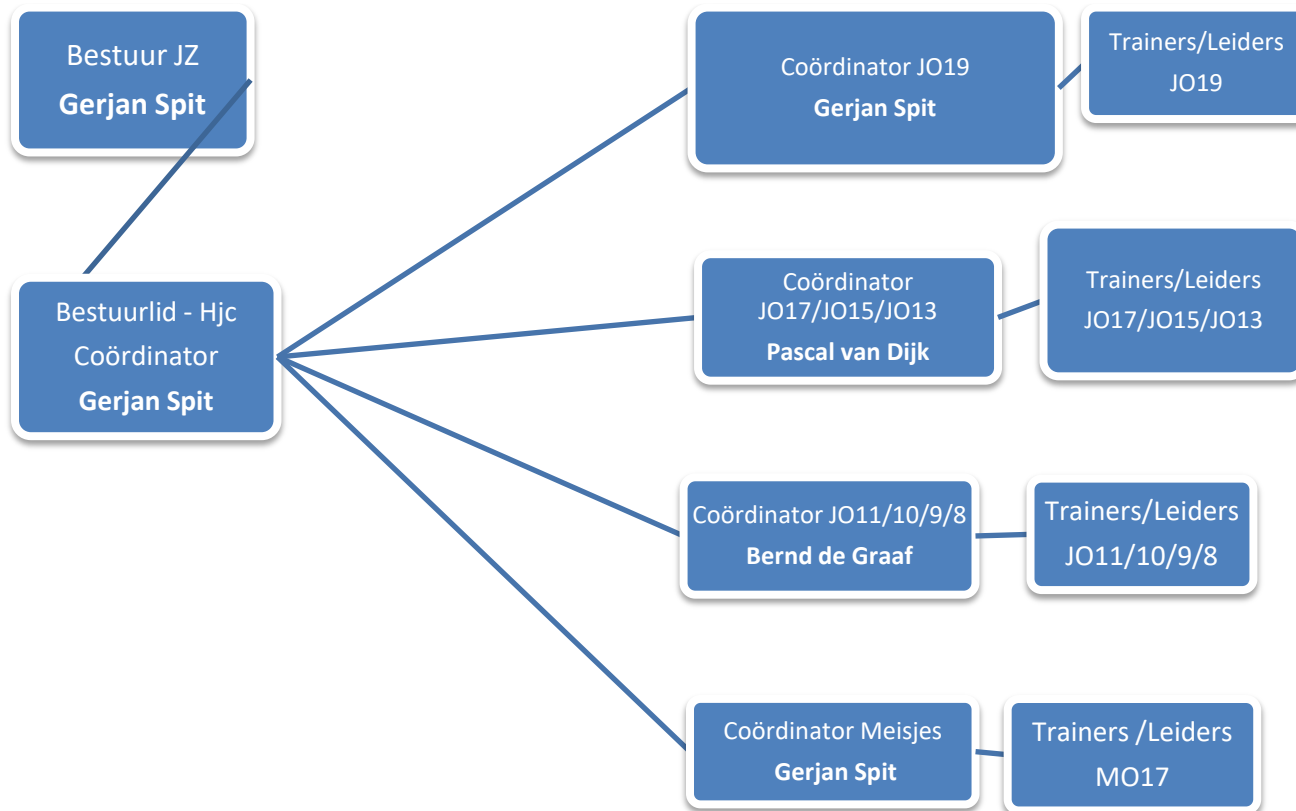 Bestuur JZ
Gerjan Spit
Bestuurlid - Hjc
Coördinator
Gerjan Spit
Coördinator JO19
Gerjan Spit
Trainers/Leiders
JO19
Coördinator
JO17/JO15/JO13
Pascal van Dijk
Trainers/Leiders
JO17/JO15/JO13
Coördinator JO11/10/9/8
Bernd de Graaf
Trainers/Leiders
JO11/10/9/8
Coördinator Meisjes
Gerjan Spit
Trainers /Leiders
MO17